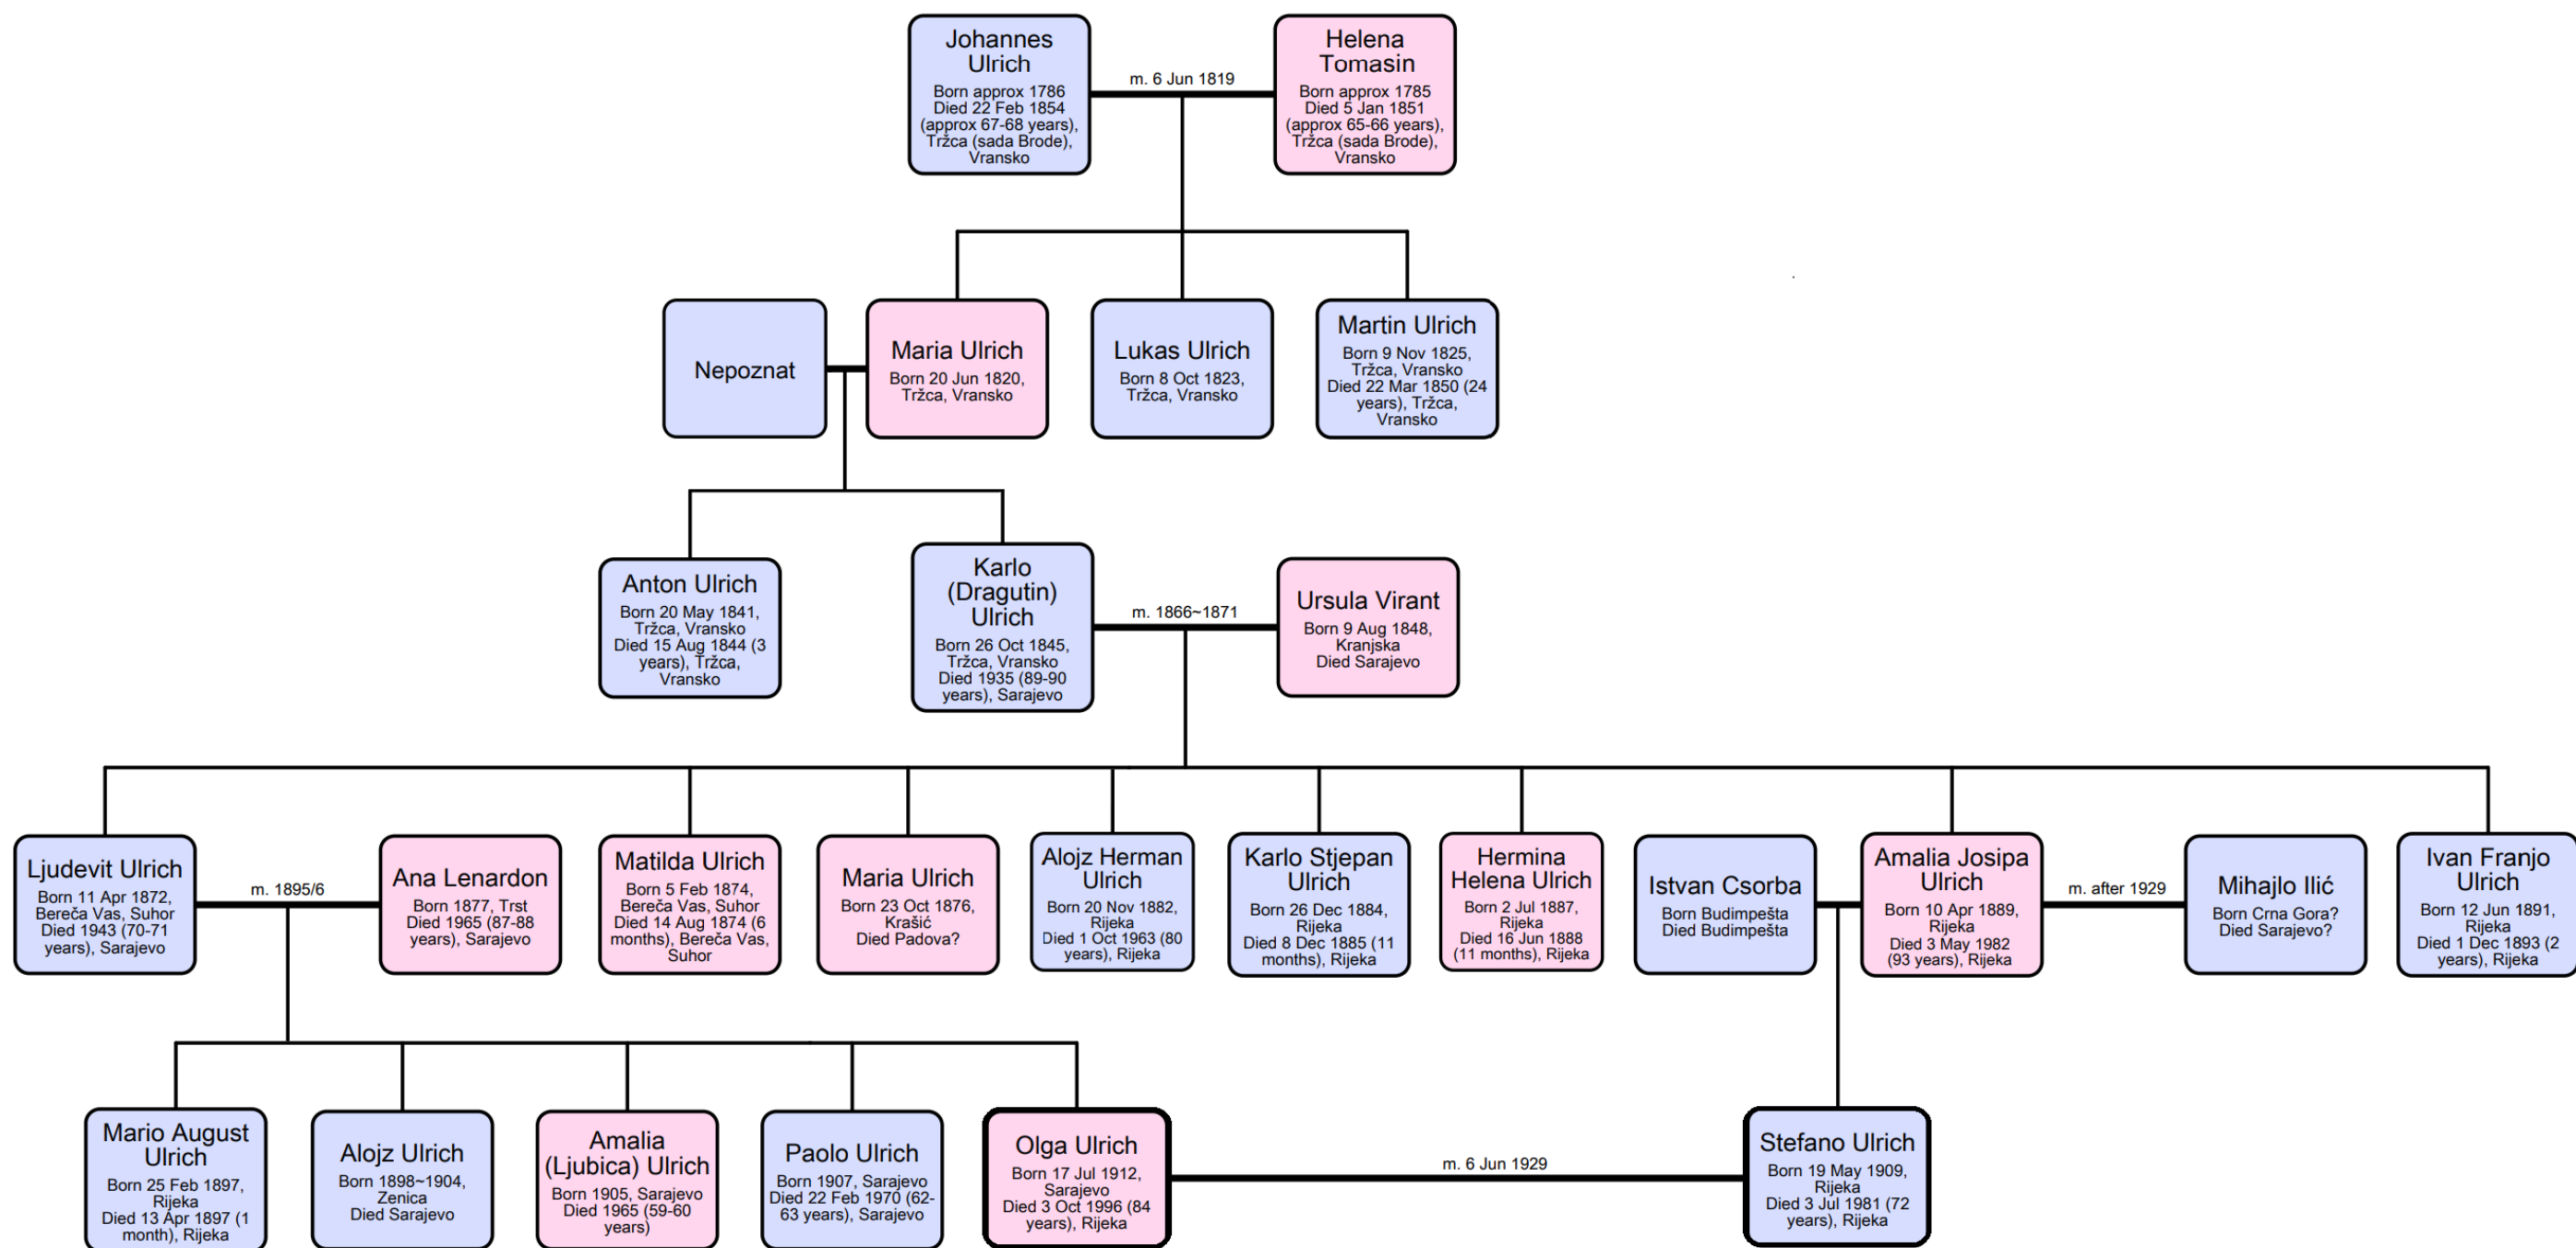 Johannes
Ulrich
Born approx 1786
Died 22 Feb 1854
(approx 67-68 years),
Tržca (sada Brode),
Vransko
m. 6 Jun 1819
Helena
Tomasin
Born approx 1785
Died 5 Jan 1851
(approx 65-66 years),
Tržca (sada Brode),
Vransko
Nepoznat
Maria Ulrich
Born 20 Jun 1820,
Tržca, Vransko
Lukas Ulrich
Born 8 Oct 1823,
Tržca, Vransko
Martin Ulrich
Born 9 Nov 1825,
Tržca, Vransko
Died 22 Mar 1850 (24
years), Tržca,
Vransko
Anton Ulrich
Born 20 May 1841,
Tržca, Vransko
Died 15 Aug 1844 (3
years), Tržca,
Vransko
Karlo
(Dragutin)
Ulrich
Born 26 Oct 1845,
Tržca, Vransko
Died 1935 (89-90
years), Sarajevo
m. 1866~1871
Ursula Virant
Born 9 Aug 1848,
Kranjska
Died Sarajevo
Ljudevit Ulrich
Born 11 Apr 1872,
Bereča Vas, Suhor
Died 1943 (70-71
years), Sarajevo
m. 1895/6
Ana Lenardon
Born 1877, Trst
Died 1965 (87-88
years), Sarajevo
Matilda Ulrich
Born 5 Feb 1874,
Bereča Vas, Suhor
Died 14 Aug 1874 (6
months), Bereča Vas,
Suhor
Maria Ulrich
Born 23 Oct 1876,
Krašić
Died Padova?
Alojz Herman
Ulrich
Born 20 Nov 1882,
Rijeka
Died 1 Oct 1963 (80
years), Rijeka
Karlo Stjepan
Ulrich
Born 26 Dec 1884,
Rijeka
Died 8 Dec 1885 (11
months), Rijeka
Hermina
Helena Ulrich
Born 2 Jul 1887,
Rijeka
Died 16 Jun 1888
(11 months), Rijeka
Istvan Csorba
Born Budimpešta
Died Budimpešta
Amalia Josipa
Ulrich
Born 10 Apr 1889,
Rijeka
Died 3 May 1982
(93 years), Rijeka
m. after 1929
Mihajlo Ilić
Born Crna Gora?
Died Sarajevo?
Ivan Franjo
Ulrich
Born 12 Jun 1891,
Rijeka
Died 1 Dec 1893 (2
years), Rijeka
Mario August
Ulrich
Born 25 Feb 1897,
Rijeka
Died 13 Apr 1897 (1
month), Rijeka
Alojz Ulrich
Born 1898~1904,
Zenica
Died Sarajevo
Amalia
(Ljubica) Ulrich
Born 1905, Sarajevo
Died 1965 (59-60
years)
Paolo Ulrich
Born 1907, Sarajevo
Died 22 Feb 1970 (62-
63 years), Sarajevo
Olga Ulrich
Born 17 Jul 1912,
Sarajevo
Died 3 Oct 1996 (84
years), Rijeka
m. 6 Jun 1929
Stefano Ulrich
Born 19 May 1909,
Rijeka
Died 3 Jul 1981 (72
years), Rijeka